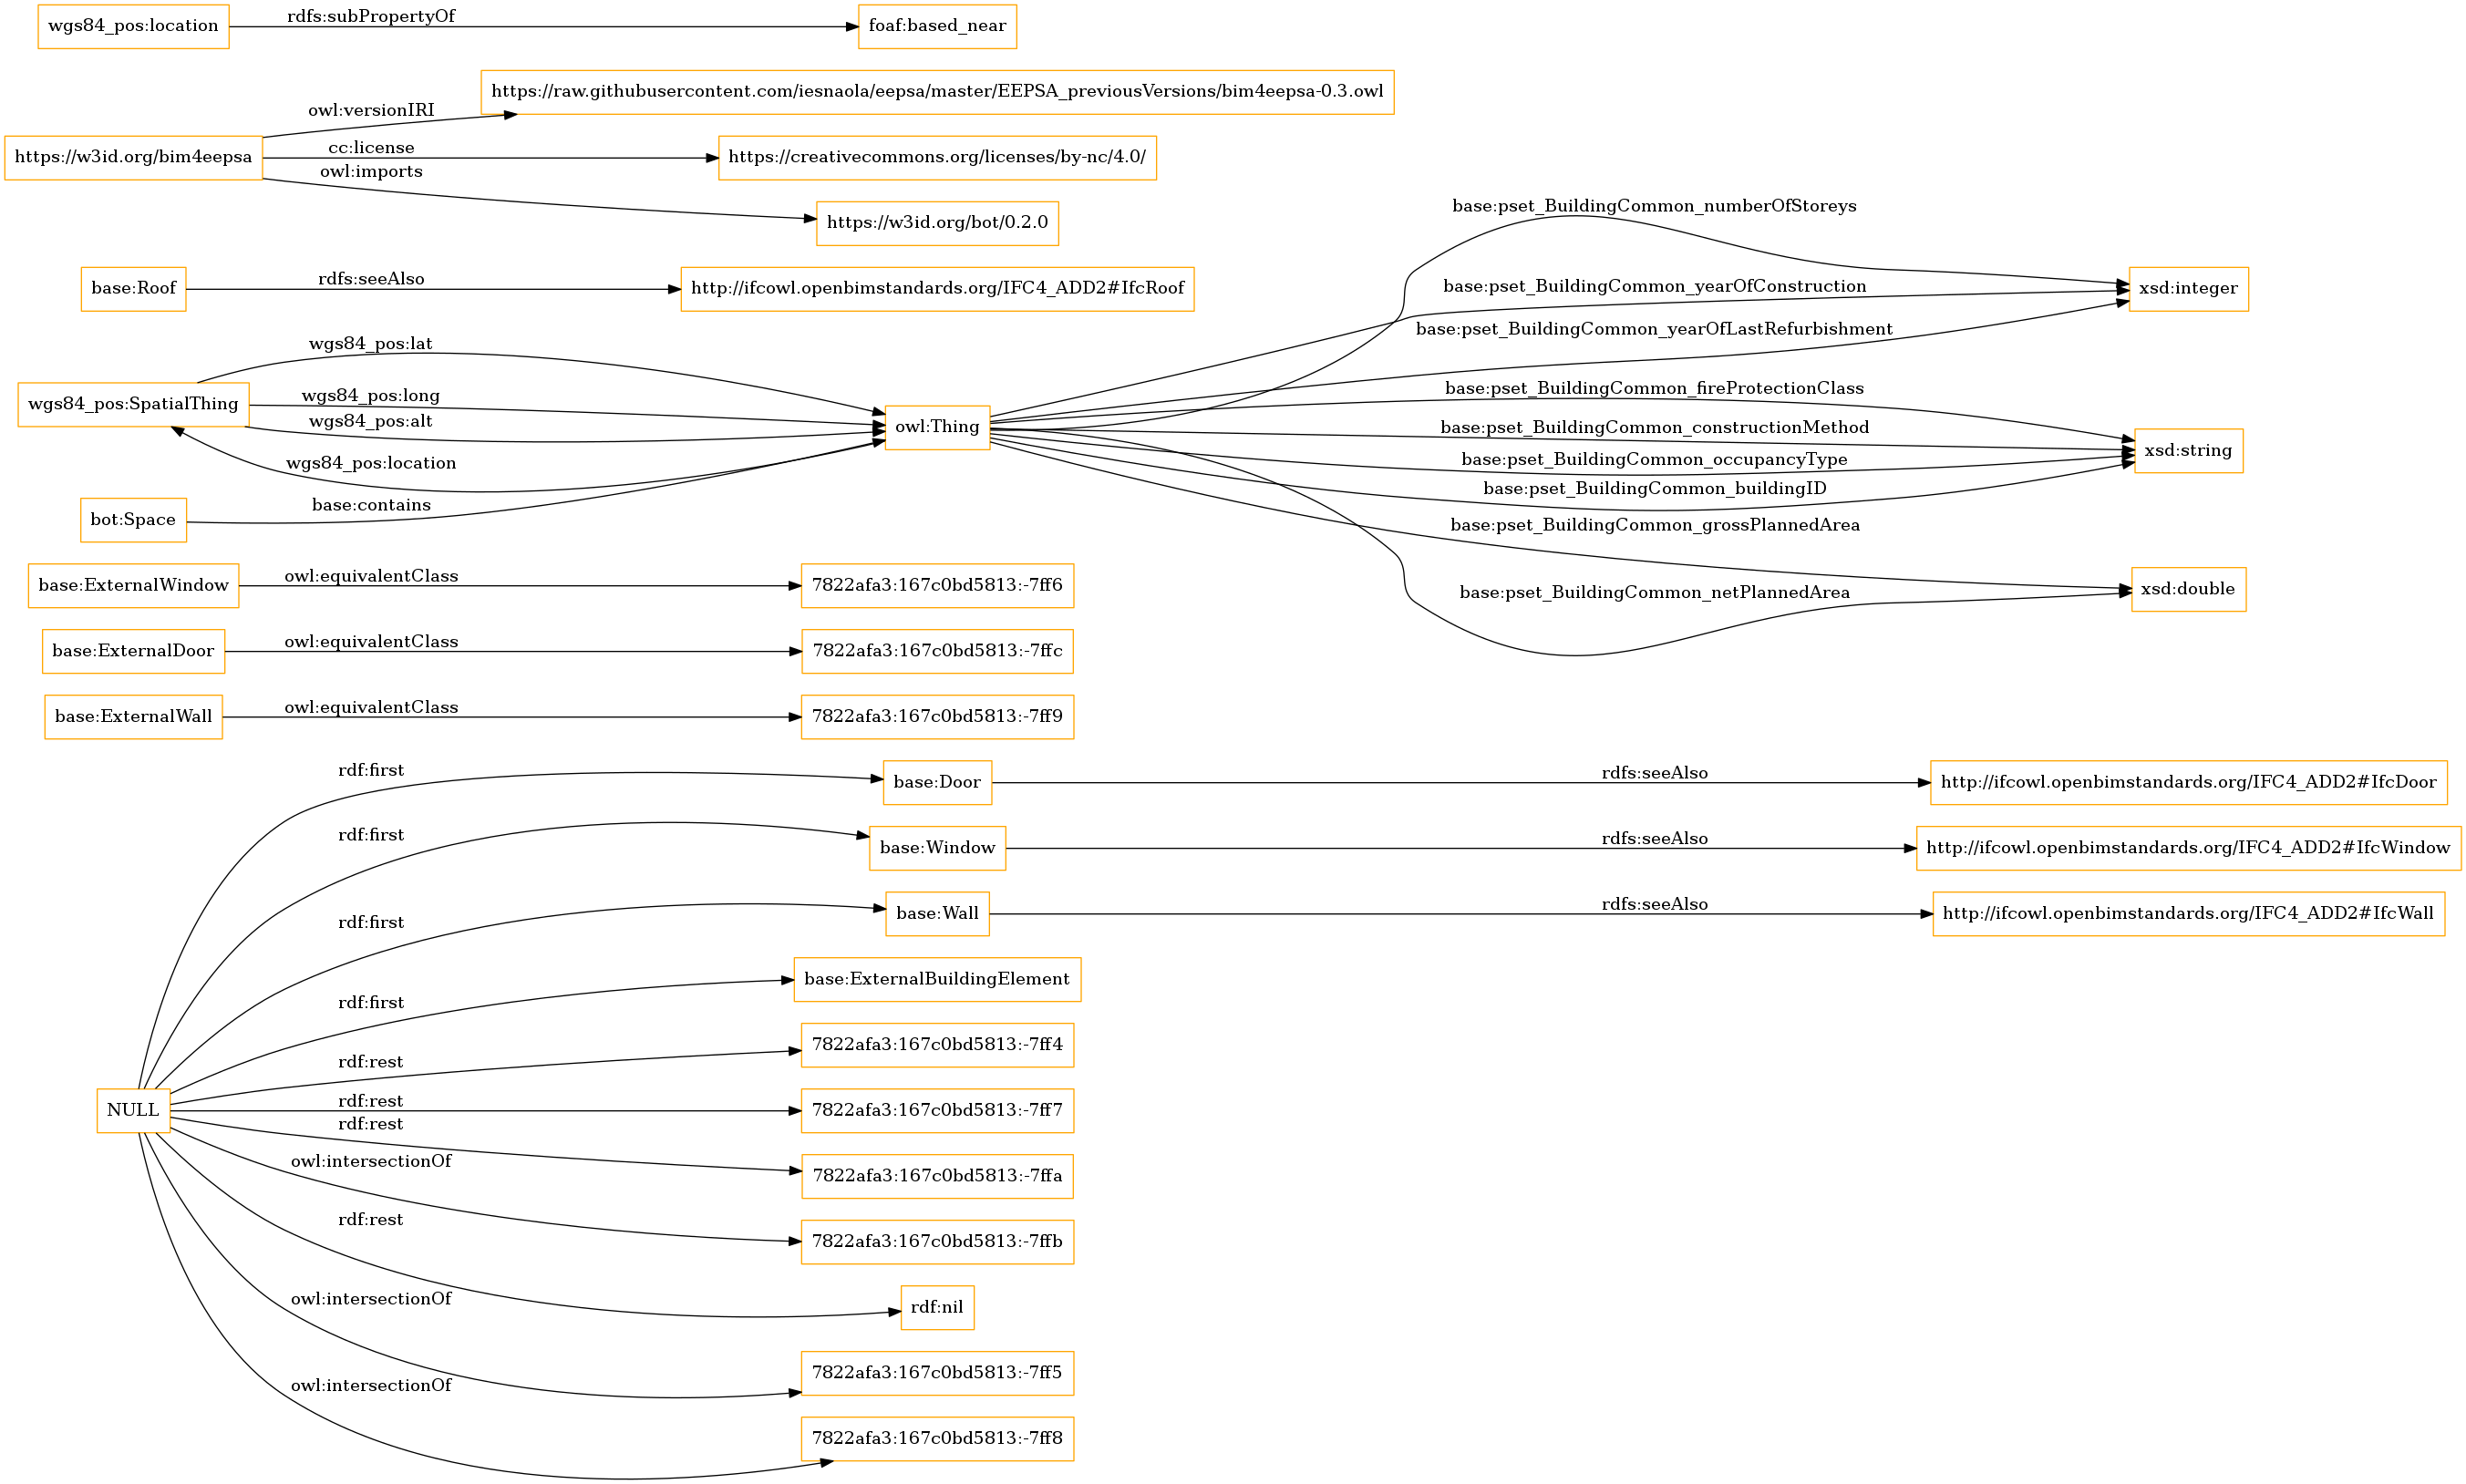 wgs84_pos:location
rdfs:subPropertyOf
foaf:based_near
https://w3id.org/bim4eepsa
owl:versionIRI
https://raw.githubusercontent.com/iesnaola/eepsa/master/EEPSA_previousVersions/bim4eepsa-0.3.owl
cc:license
https://creativecommons.org/licenses/by-nc/4.0/
owl:imports
https://w3id.org/bot/0.2.0
base:Roof
rdfs:seeAlso
http://ifcowl.openbimstandards.org/IFC4_ADD2#IfcRoof
wgs84_pos:SpatialThing
wgs84_pos:lat
wgs84_pos:long
wgs84_pos:alt
wgs84_pos:location
bot:Space
base:contains
owl:Thing
base:pset_BuildingCommon_numberOfStoreys
base:pset_BuildingCommon_yearOfConstruction
base:pset_BuildingCommon_yearOfLastRefurbishment
xsd:integer
base:pset_BuildingCommon_fireProtectionClass
base:pset_BuildingCommon_constructionMethod
base:pset_BuildingCommon_occupancyType
base:pset_BuildingCommon_buildingID
xsd:string
base:pset_BuildingCommon_grossPlannedArea
base:pset_BuildingCommon_netPlannedArea
xsd:double
base:ExternalWindow
owl:equivalentClass
7822afa3:167c0bd5813:-7ff6
base:ExternalDoor
owl:equivalentClass
7822afa3:167c0bd5813:-7ffc
base:ExternalWall
owl:equivalentClass
7822afa3:167c0bd5813:-7ff9
NULL
rdf:first
base:Door
rdfs:seeAlso
http://ifcowl.openbimstandards.org/IFC4_ADD2#IfcDoor
rdf:first
base:Window
rdfs:seeAlso
http://ifcowl.openbimstandards.org/IFC4_ADD2#IfcWindow
rdf:first
base:Wall
rdfs:seeAlso
http://ifcowl.openbimstandards.org/IFC4_ADD2#IfcWall
rdf:first
base:ExternalBuildingElement
rdf:rest
7822afa3:167c0bd5813:-7ff4
rdf:rest
7822afa3:167c0bd5813:-7ff7
rdf:rest
7822afa3:167c0bd5813:-7ffa
owl:intersectionOf
7822afa3:167c0bd5813:-7ffb
rdf:rest
rdf:nil
owl:intersectionOf
7822afa3:167c0bd5813:-7ff5
owl:intersectionOf
7822afa3:167c0bd5813:-7ff8